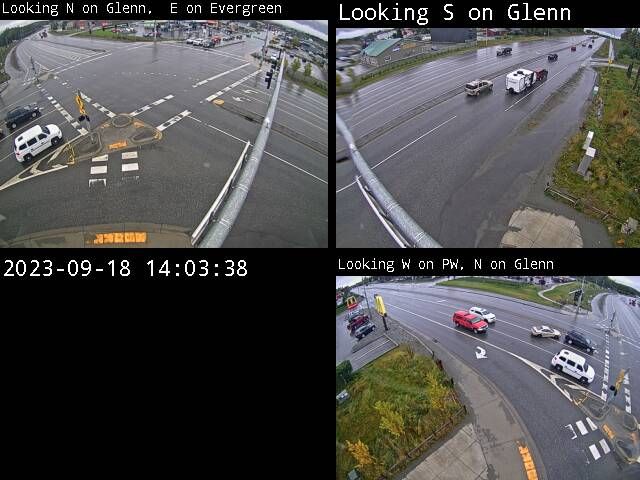 Looking N on Glenn, E on Evergreen
Looking S on Glenn
2023-09-18 14:03:38
Looking W on PW, N on Glenn